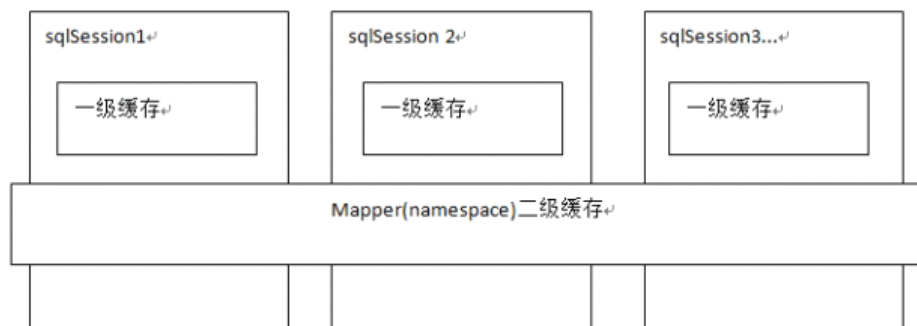 sqlSession1↵
sqlSession 2↵
sqlSession3...↵
一级缓存↵
一级缓存↵
一级缓存↵
Mapper(namespace)二级缓存↵